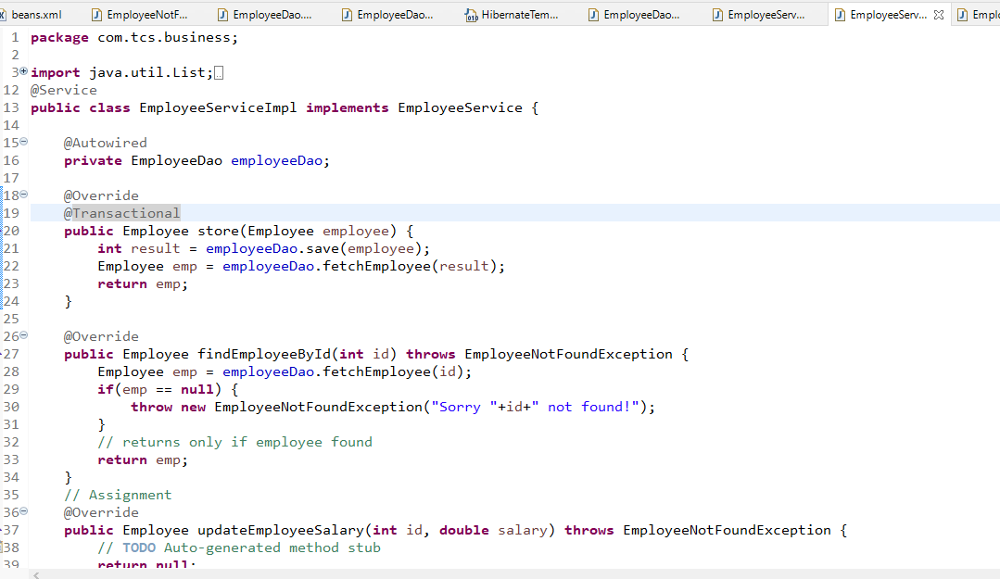 beans.xml EmployeeNotF... EmployeeDao.... EmployeeDao... HibernateTem... EmployeeDao... EmployeeServ... EmployeeServ... Emplo
1 package com.tcs.business;
2
3 import java.util.List;
12 @Service
13 public class EmployeeServiceImpl implements EmployeeService {
14
15 @Autowired
16 private EmployeeDao employeeDao;
17
18 @Override
19 @Transactional
20 public Employee store(Employee employee) {
21 int result = employeeDao.save(employee);
22 Employee emp = employeeDao.fetchEmployee(result);
23 return emp;
24 }
25
26 @Override
27 public Employee findEmployeeById(int id) throws EmployeeNotFoundException {
28 Employee emp = employeeDao.fetchEmployee(id);
29 if(emp == null) {
30 throw new EmployeeNotFoundException("Sorry "+id+" not found!");
31 }
32 // returns only if employee found
33 return emp;
34 }
35 // Assignment
36 @Override
37 public Employee updateEmployeeSalary(int id, double salary) throws EmployeeNotFoundException {
38 // TODO Auto-generated method stub
39 return null;